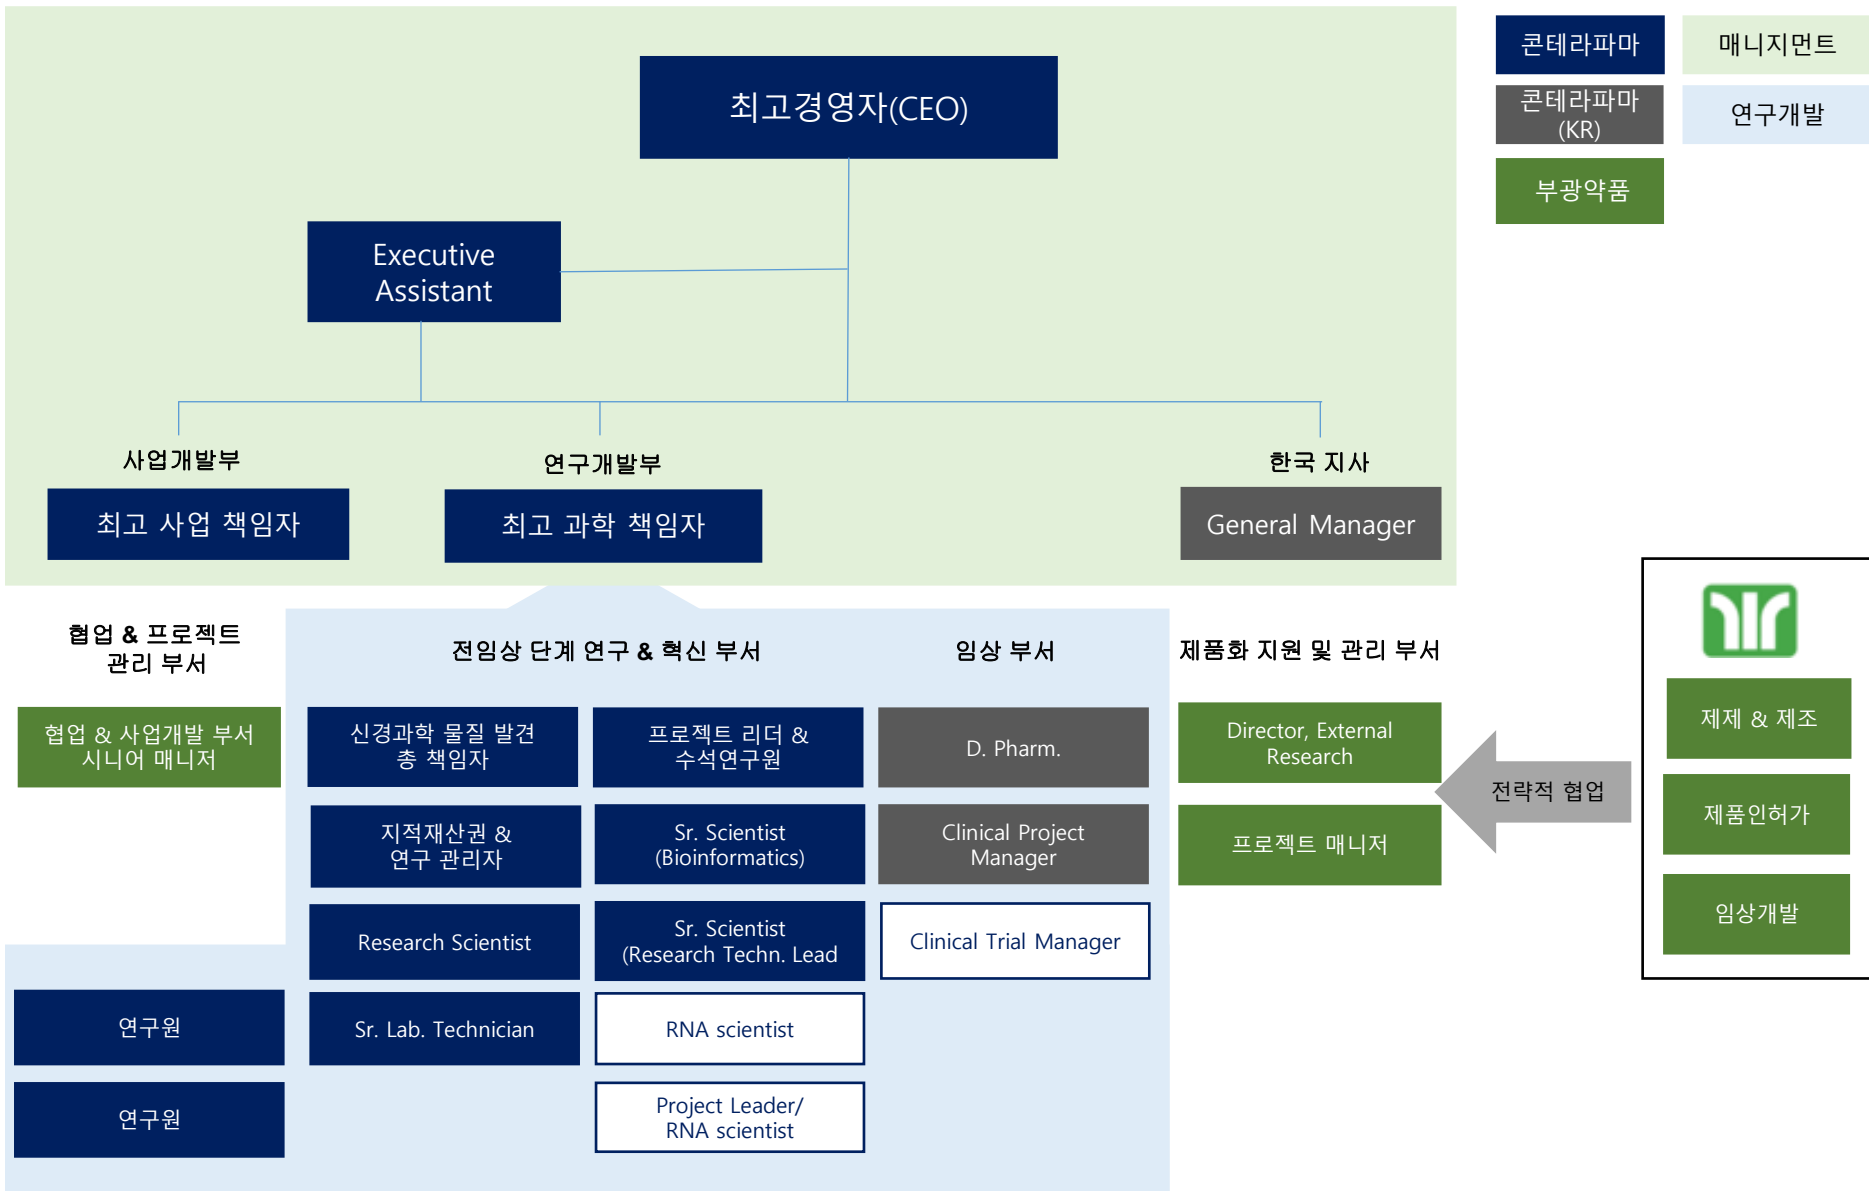 최고경영자(CEO)
콘테라파마
매니지먼트
콘테라파마
(KR)
연구개발
부광약품
Executive
Assistant
사업개발부
연구개발부
한국 지사
최고 사업 책임자
최고 과학 책임자
General Manager
협업 & 프로젝트
관리 부서
전임상 단계 연구 & 혁신 부서
임상 부서
제품화 지원 및 관리 부서
협업 & 사업개발 부서
시니어 매니저
신경과학 물질 발견
총 책임자
프로젝트 리더 &
수석연구원
D. Pharm.
Director, External
Research
지적재산권 &
연구 관리자
Sr. Scientist
(Bioinformatics)
Clinical Project
Manager
프로젝트 매니저
Research Scientist
Sr. Scientist
(Research Techn. Lead
Clinical Trial Manager
연구원
Sr. Lab. Technician
RNA scientist
연구원
Project Leader/
RNA scientist
전략적 협업
제제 & 제조
제품인허가
임상개발